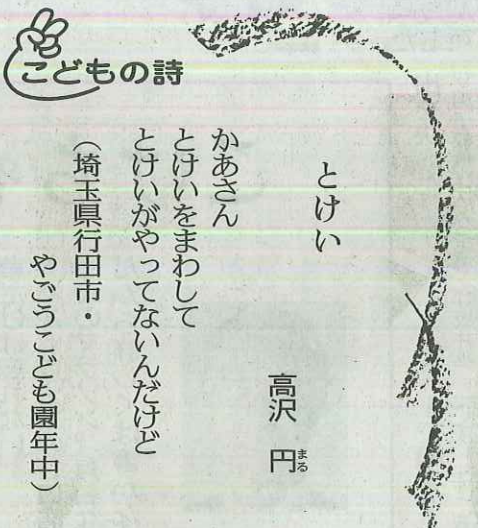 こどもの詩
とけい
高沢 円
まる
かあさん
とけいをまわして
とけいがやってないんだけど
（埼玉県行田市・
やごうこども園年中）